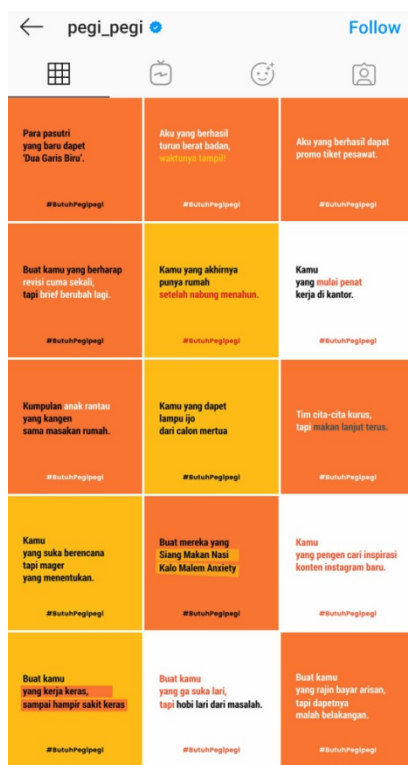 pegi_pegi
Follow
Para pasutri
yang baru dapet
'Dua Garis Biru'.
#ButuhPegipegi
Aku yang berhasil
turun berat badan,
waktunya tampil!
#ButuhPegipegi
Aku yang berhasil dapat
promo tiket pesawat.
#ButuhPegipegi
Buat kamu yang berharap
revisi cuma sekali,
tapi brief berubah lagi.
#ButuhPegipegi
Kamu yang akhirnya
punya rumah
setelah nabung menahun.
#ButuhPegipegi
Kamu
yang mulai penat
kerja di kantor.
#ButuhPegipegi
Kumpulan anak rantau
yang kangen
sama masakan rumah.
#ButuhPegipegi
Kamu yang dapet
lampu ijo
dari calon mertua
#ButuhPegipegi
Tim cita-cita kurus,
tapi makan lanjut terus.
#ButuhPegipegi
Kamu
yang suka berencana
tapi mager
yang menentukan.
#ButuhPegipegi
Buat mereka yang
Siang Makan Nasi
Kalo Malem Anxiety
#ButuhPegipegi
Kamu
yang pengen cari inspirasi
konten instagram baru.
#ButuhPegipegi
Buat kamu
yang kerja keras,
sampai hampir sakit keras
#ButuhPegipegi
Buat kamu
yang ga suka lari,
tapi hobi lari dari masalah.
#ButuhPegipegi
Buat kamu
yang rajin bayar arisan,
tapi dapetnya
malah belakangan.
#ButuhPegipegi